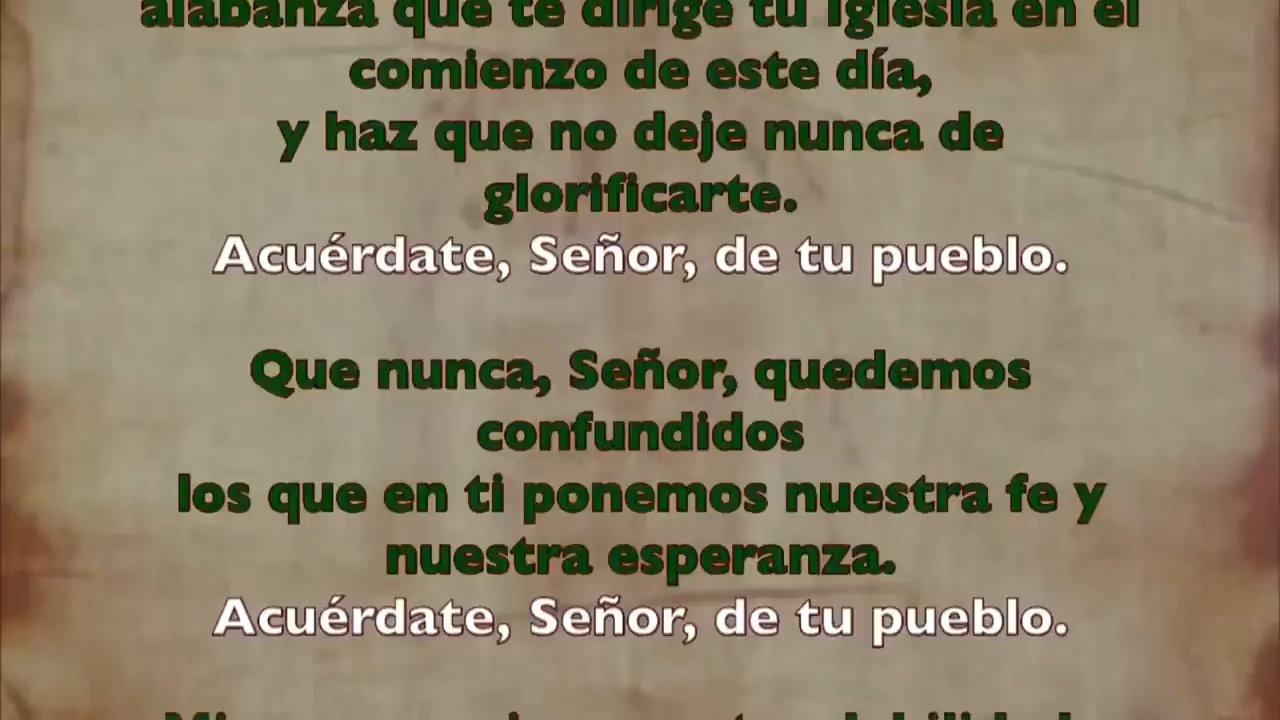 alabanza que te dirige tu Iglesia en el
comienzo de este día,
y haz que no deje nunca de
glorificarte.
Acuérdate, Señor, de tu pueblo.
Que nunca, Señor, quedemos
confundidos
los que en ti ponemos nuestra fe y
nuestra esperanza.
Acuérdate, Señor, de tu pueblo.